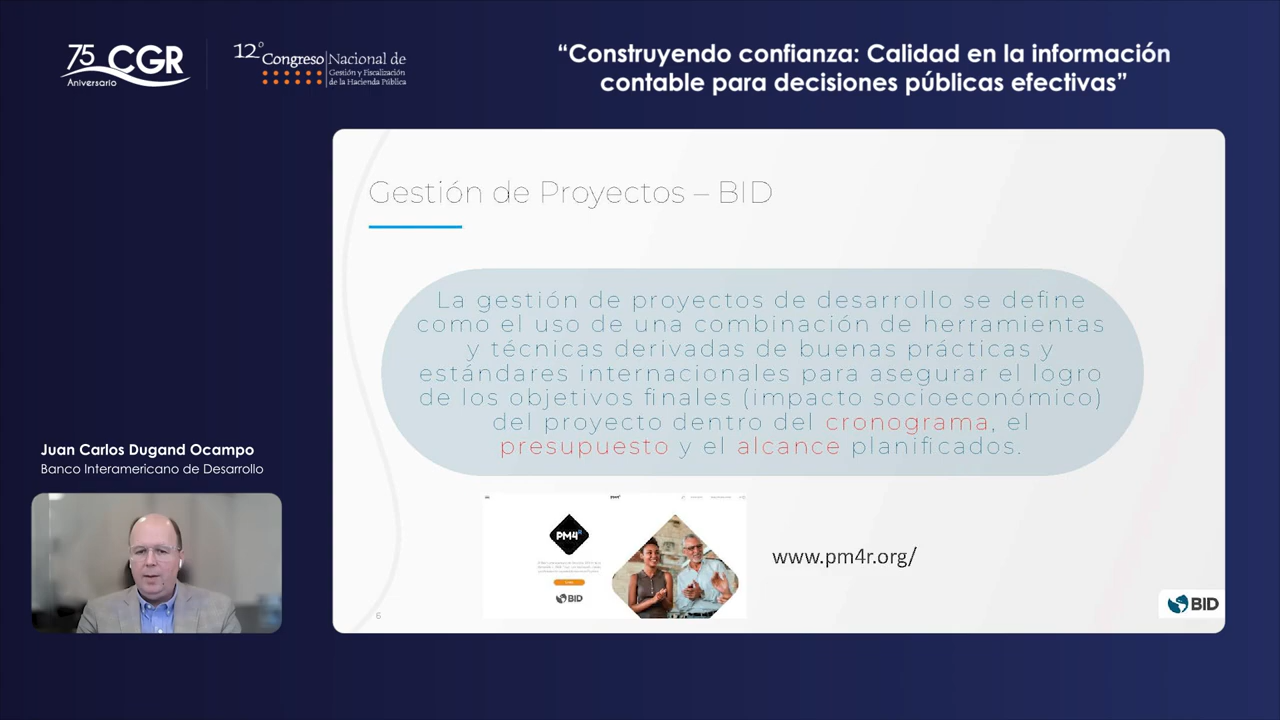 75 CGR
Aniversario
12° Congreso Nacional de
Gestión y Fiscalización
de la Hacienda Pública
“Construyendo confianza: Calidad en la información
contable para decisiones públicas efectivas”
Gestión de Proyectos – BID
La gestión de proyectos de desarrollo se define
como el uso de una combinación de herramientas
y técnicas derivadas de buenas prácticas y
estándares internacionales para asegurar el logro
de los objetivos finales (impacto socioeconómico)
del proyecto dentro del cronograma, el
presupuesto y el alcance planificados.
Juan Carlos Dugand Ocampo
Banco Interamericano de Desarrollo
PM4R
BID
www.pm4r.org/
6
BID